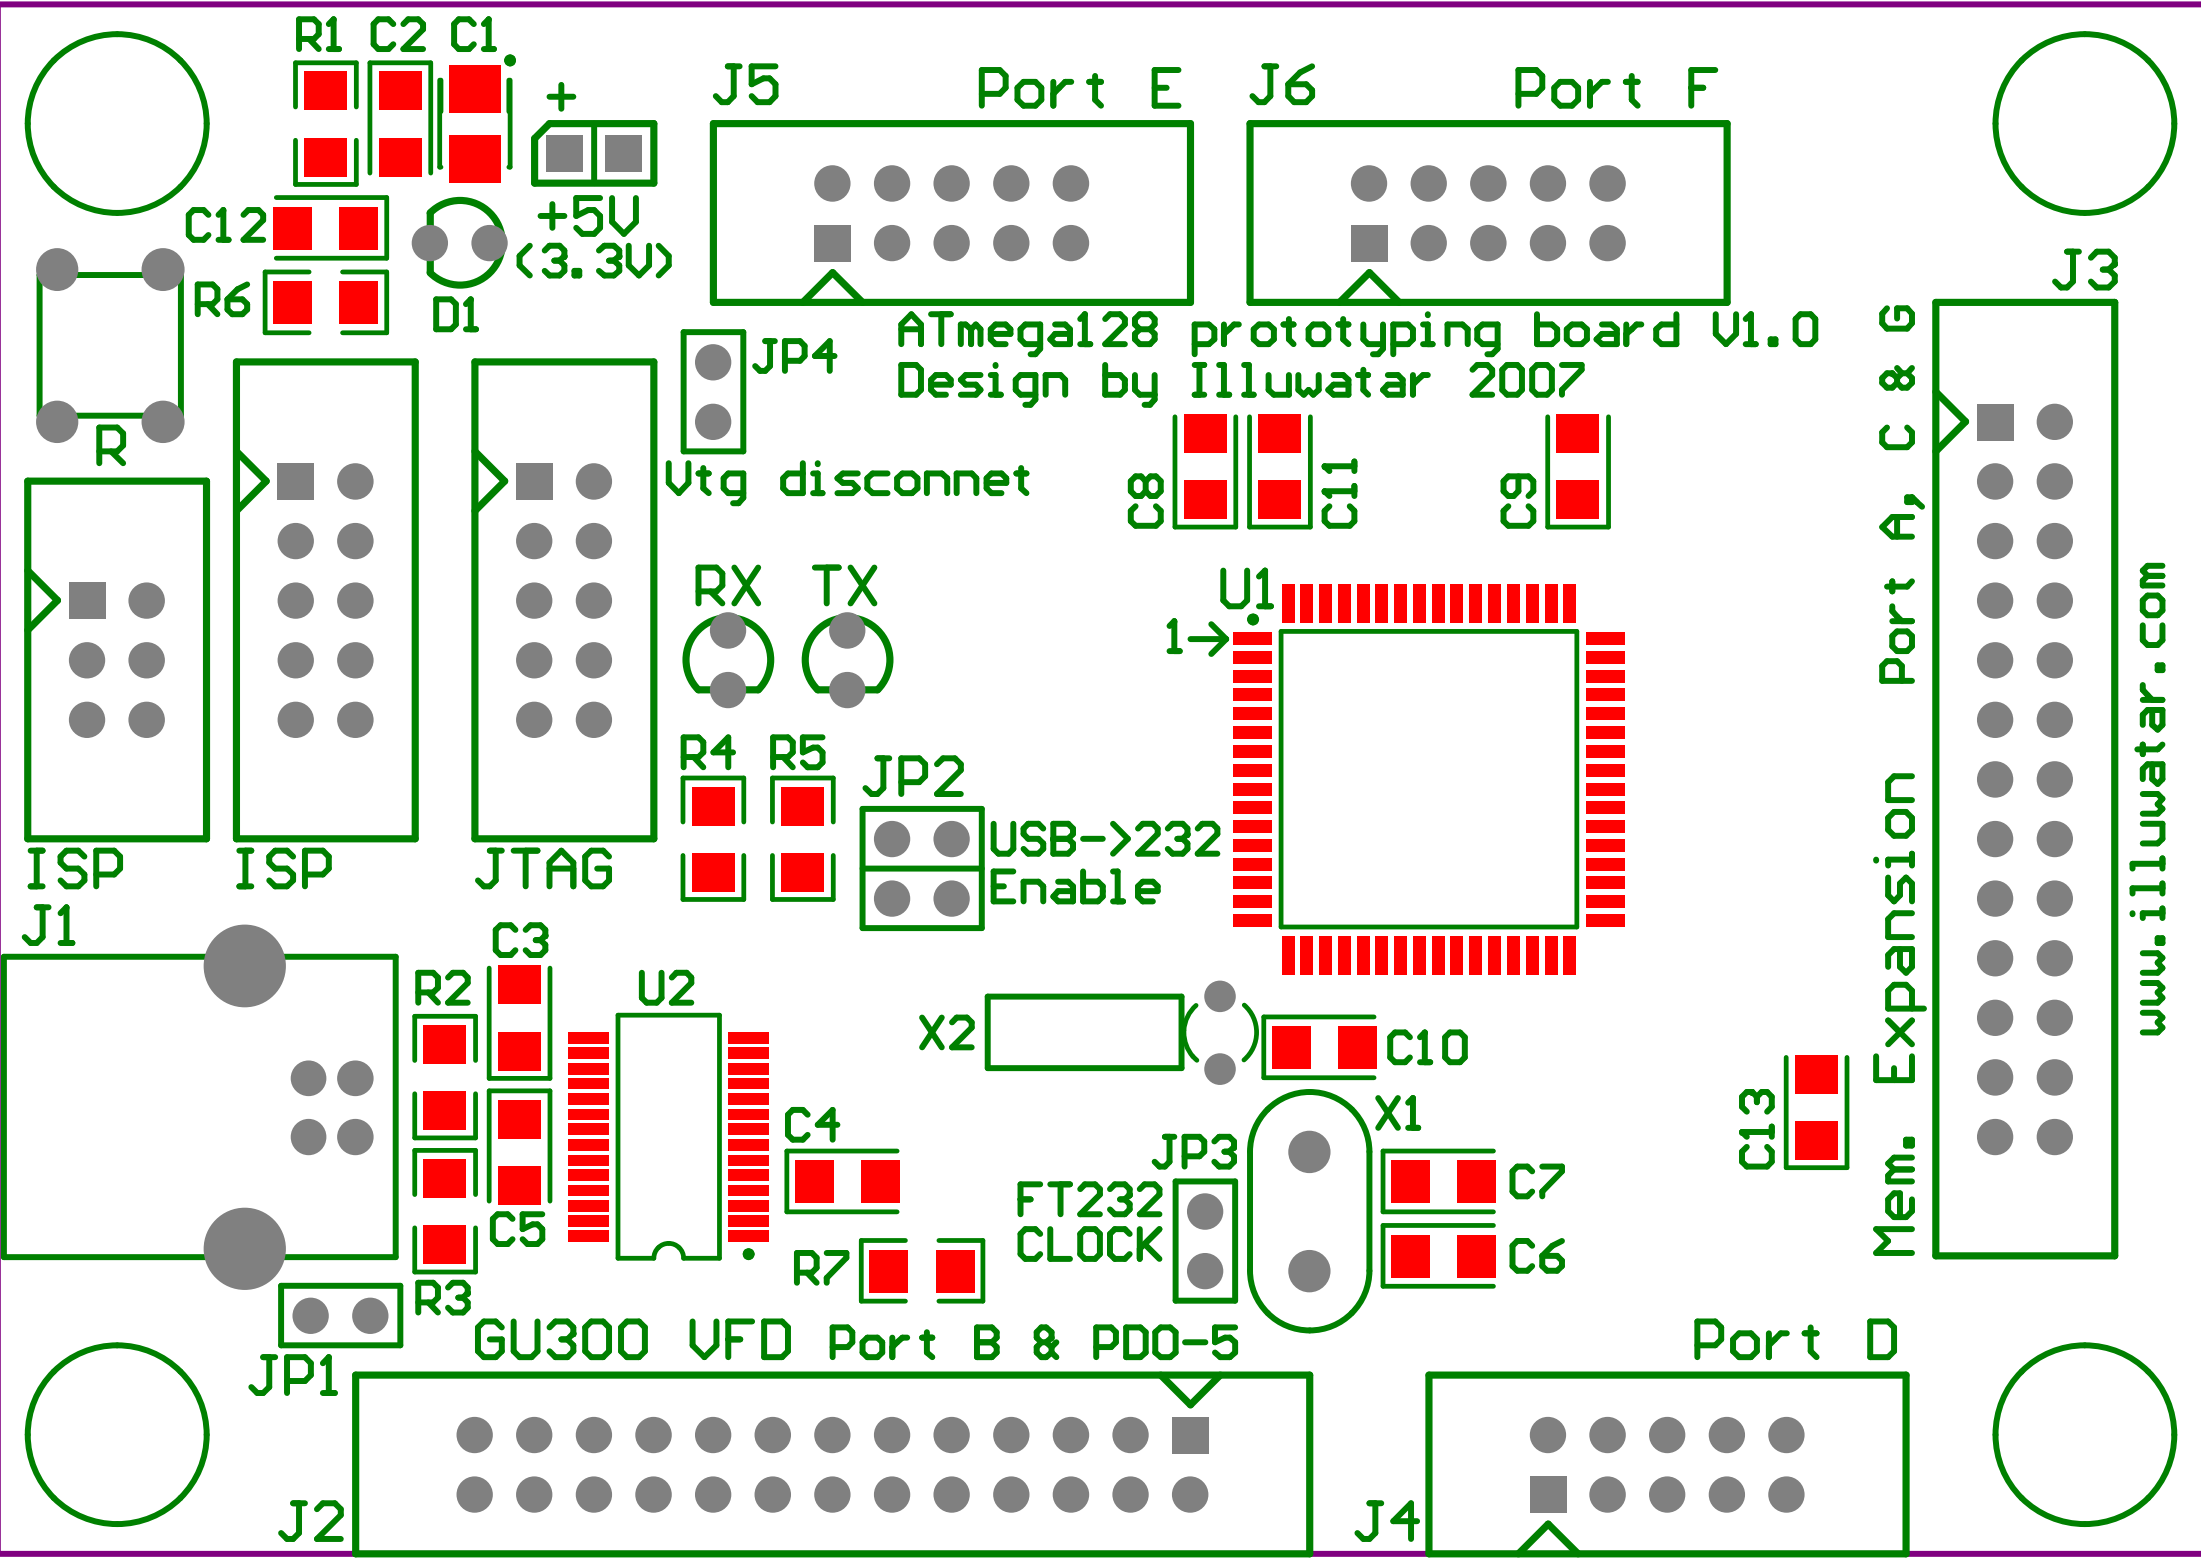 R1 C2 C1
+
J5 Port E
J6 Port F
C12
+5V
(3.3V)
R6
D1
J3
ATmega128 prototyping board V1.0
Design by Illuwatar 2007
JP4
R
Vtg disconnet
C8
C11
C9
Mem. Expansion Port A, C & G
www.illuwatar.com
RX TX
U1
1
R4 R5
JP2
USB->232
Enable
ISP ISP JTAG
J1
C3
R2
U2
X2
C10
C4
X1
C13
JP3
FT232
CLOCK
C7
C5
R7
C6
R3
GU300 VFD Port B & PD0-5
Port D
JP1
J2
J4